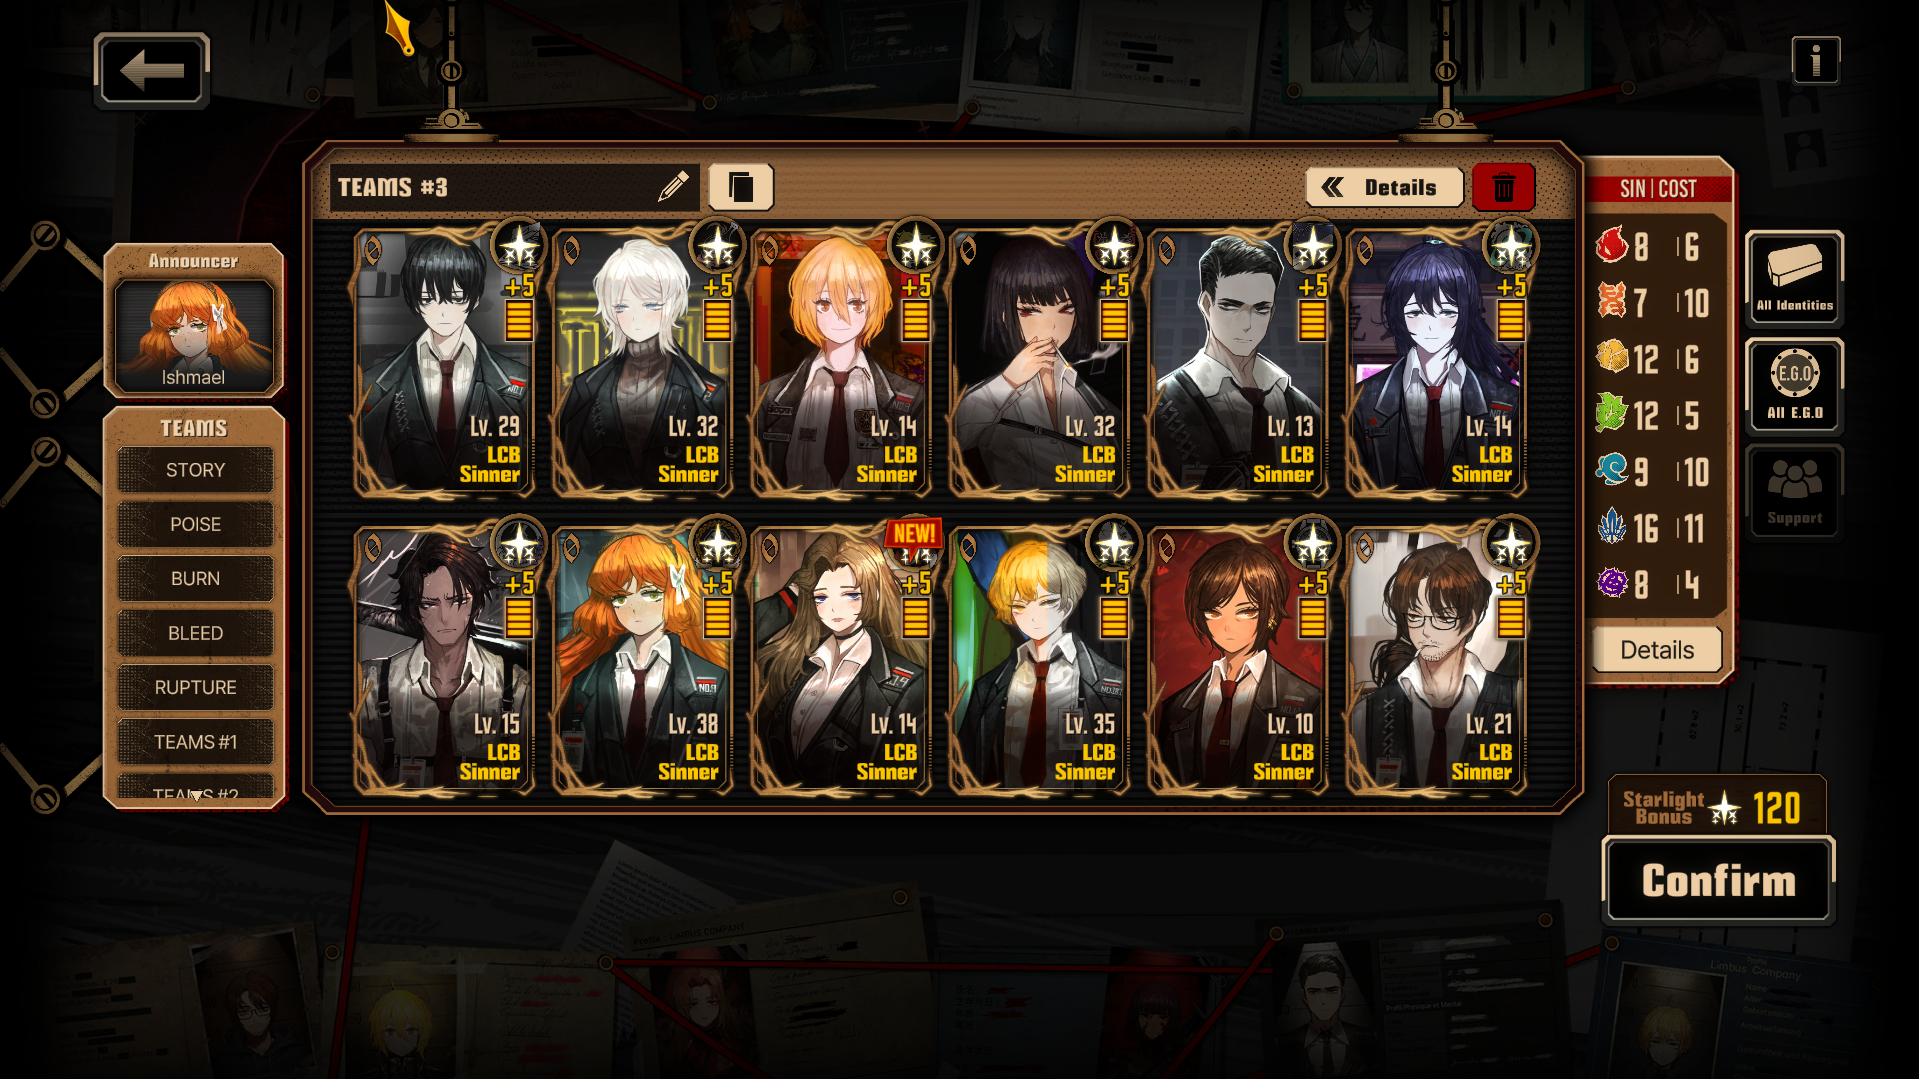 TEAMS #3
Details
Announcer
Ishmael
TEAMS
STORY
POISE
BURN
BLEED
RUPTURE
TEAMS #1
TEAMS #2
+5
Lv. 29
LCB
Sinner
+5
Lv. 32
LCB
Sinner
+5
Lv. 14
LCB
Sinner
+5
Lv. 32
LCB
Sinner
+5
Lv. 13
LCB
Sinner
+5
Lv. 14
LCB
Sinner
+5
Lv. 15
LCB
Sinner
+5
Lv. 38
LCB
Sinner
NEW!
+5
Lv. 14
LCB
Sinner
+5
Lv. 35
LCB
Sinner
+5
Lv. 10
LCB
Sinner
+5
Lv. 21
LCB
Sinner
SIN | COST
8 | 6
7 | 10
12 | 6
12 | 5
9 | 10
16 | 11
8 | 4
Details
All Identities
E.G.O
All E.G.O
Support
Starlight
Bonus
120
Confirm
Limbus Company